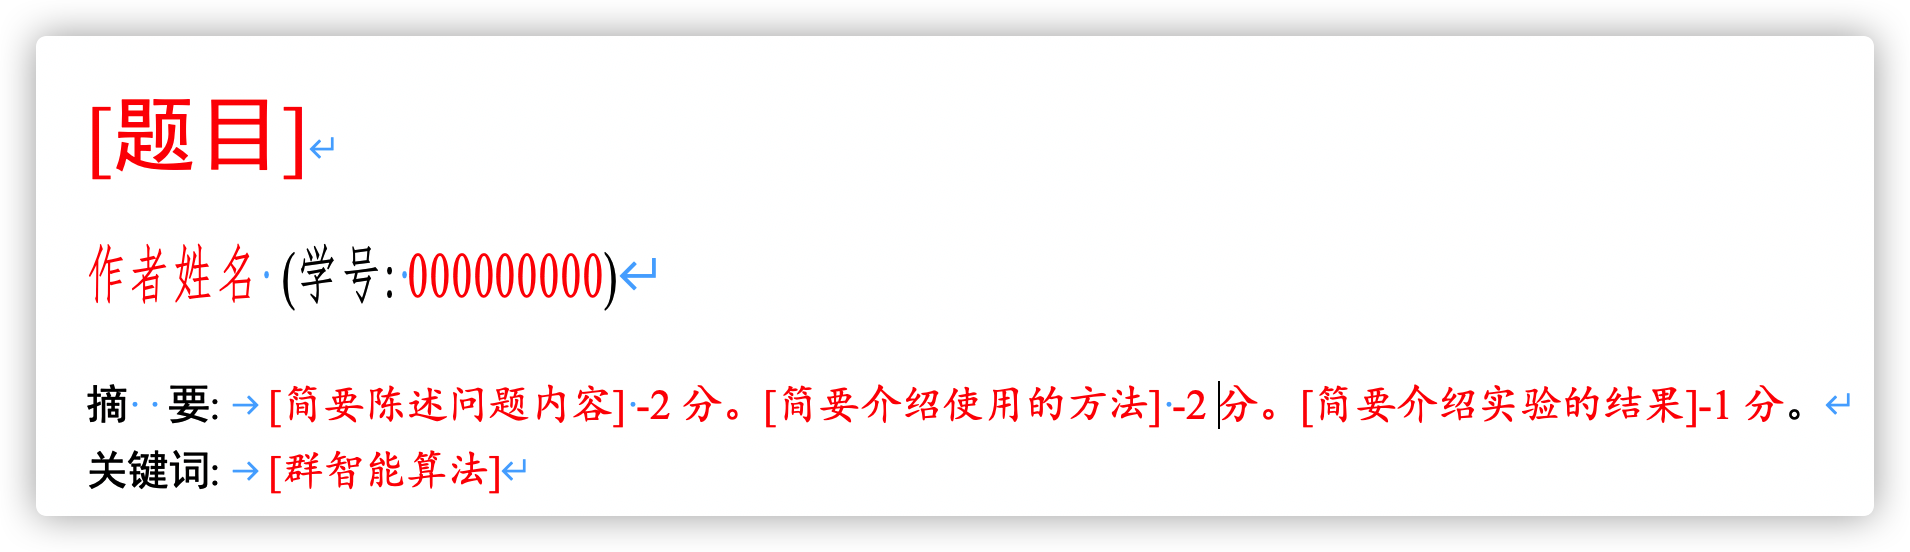 [题目]
作者姓名 (学号: 000000000)
摘  要: [简要陈述问题内容] -2 分。[简要介绍使用的方法] -2 分。[简要介绍实验的结果]-1 分。
关键词: [群智能算法]